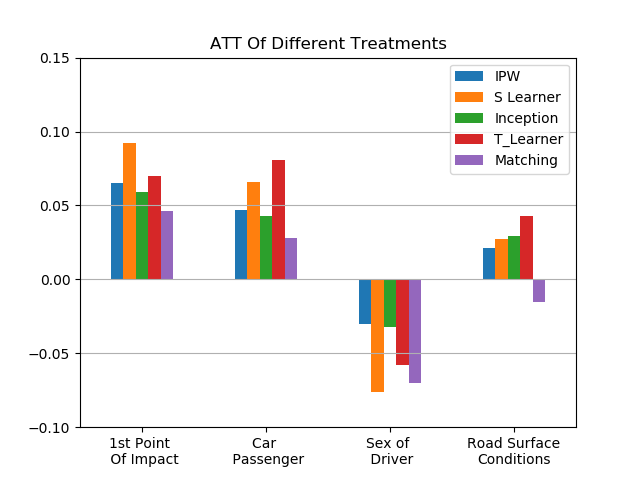 ATT Of Different Treatments
0.15
0.10
0.05
0.00
−0.05
−0.10
IPW
S Learner
Inception
T_Learner
Matching
1st Point
Of Impact
Car
Passenger
Sex of
Driver
Road Surface
Conditions